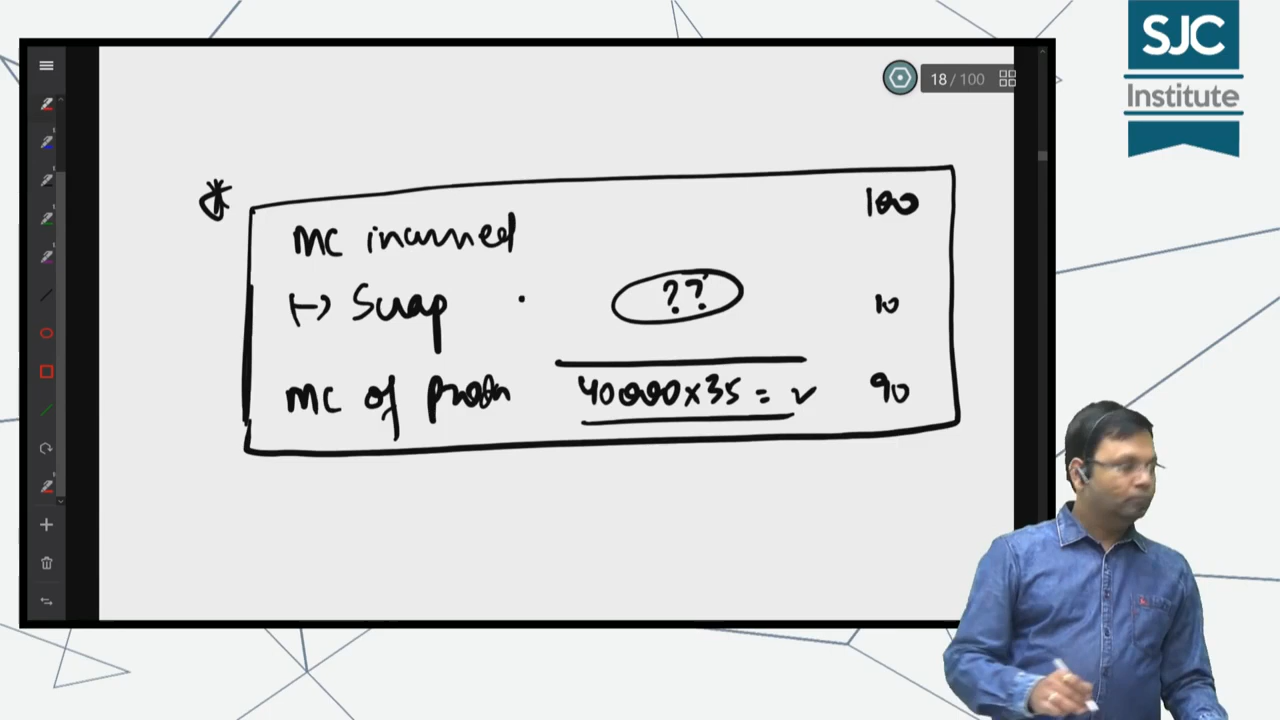 SJC
Institute
18 / 100
MC incurred 100
(-) Scrap ?? 10
MC of prodn 40000x35 = ✓ 90